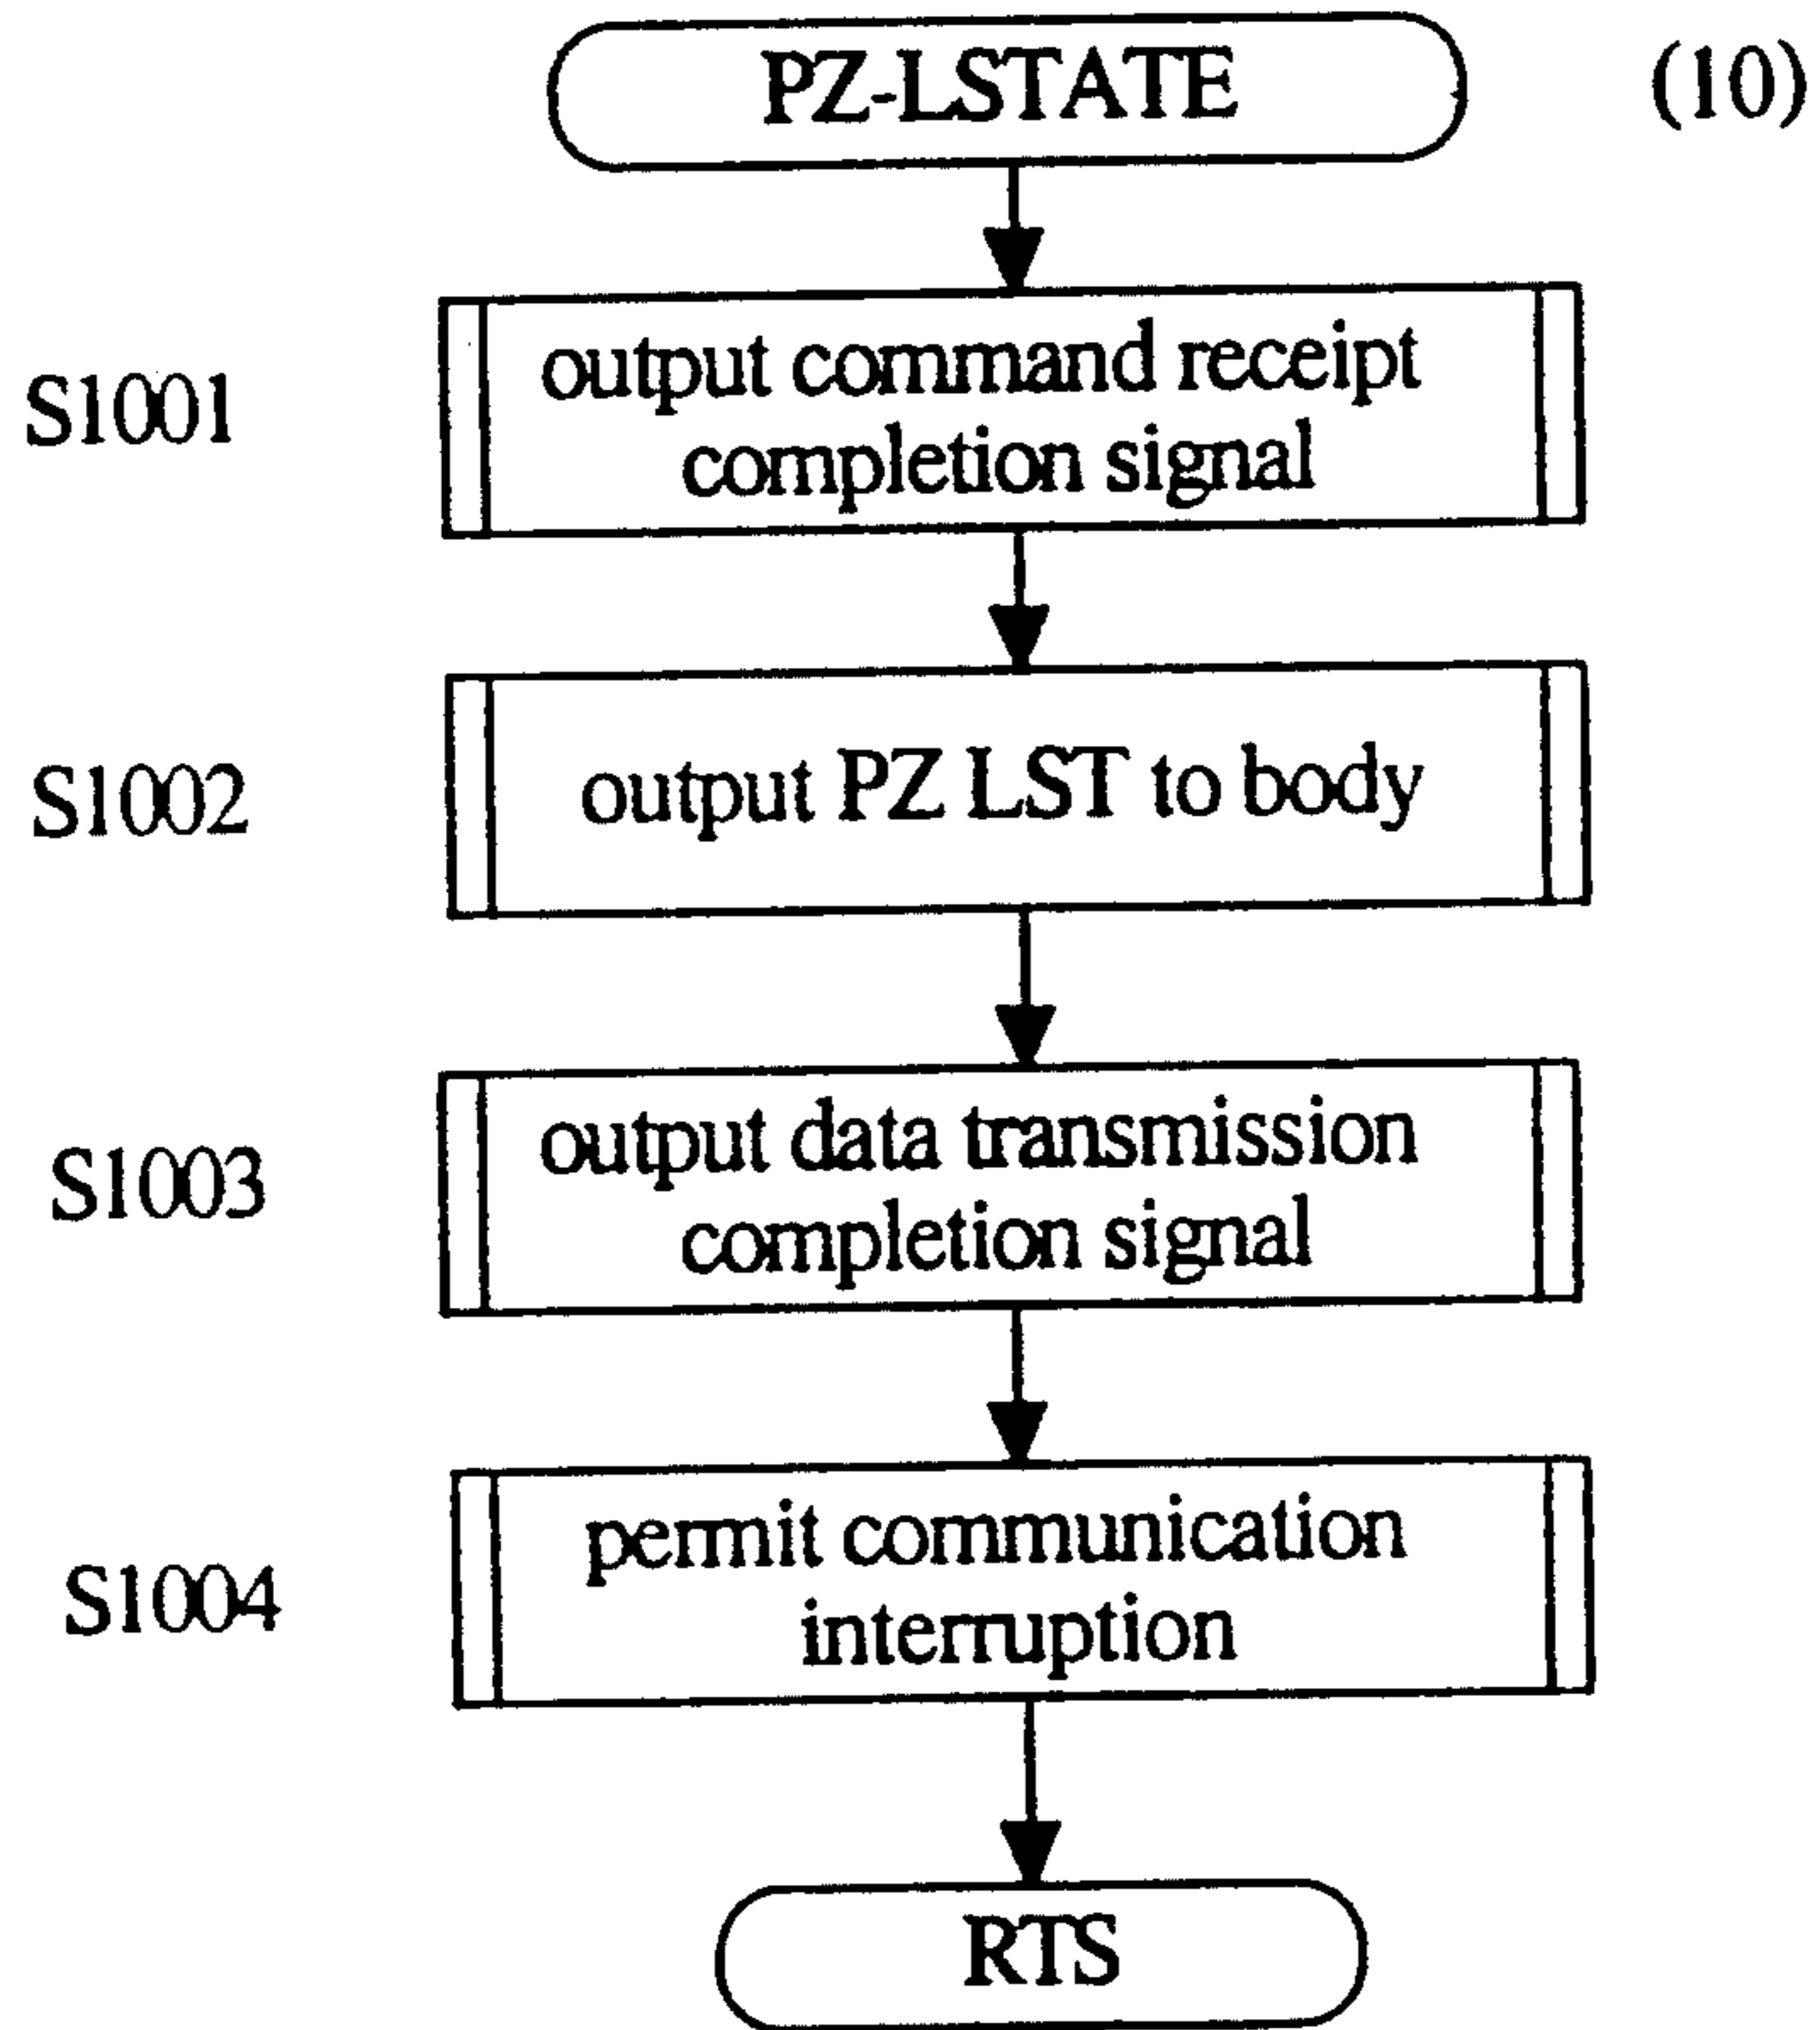 PZ-LSTATE
(10)
S1001
output command receipt
completion signal
S1002
output PZ LST to body
S1003
output data transmission
completion signal
S1004
permit communication
interruption
RTS